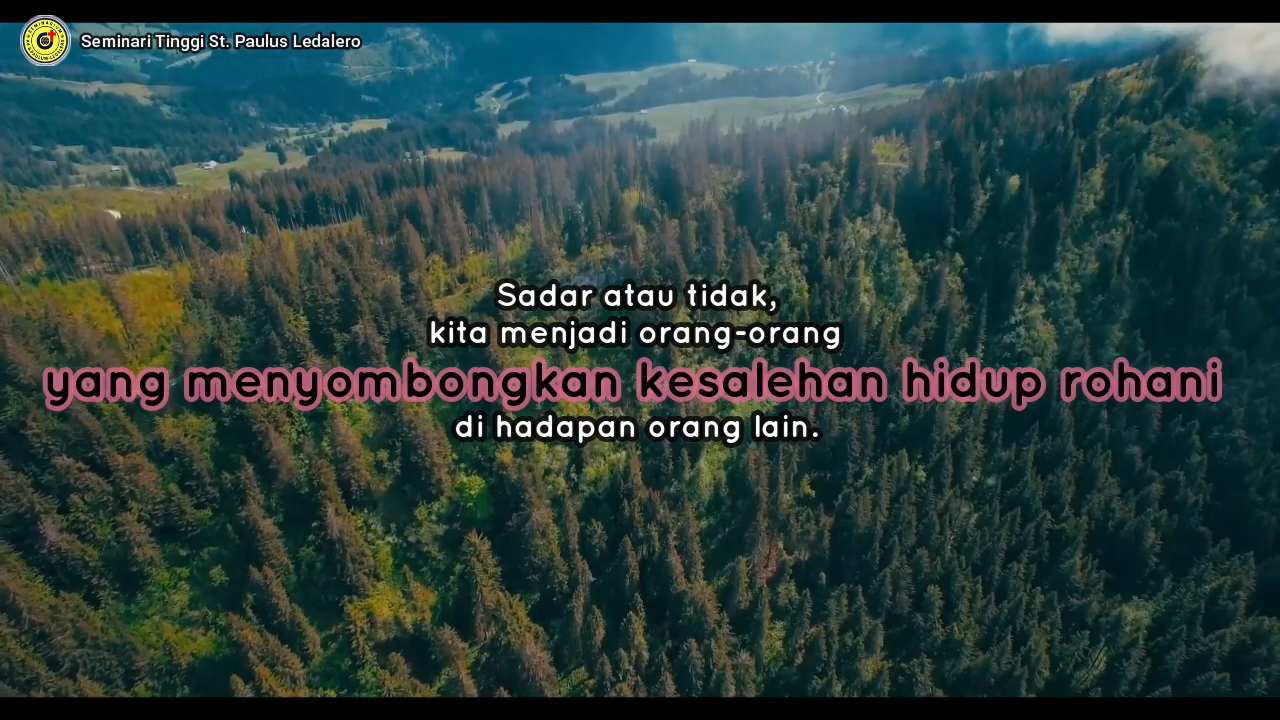 Seminari Tinggi St. Paulus Ledalero
Sadar atau tidak,
kita menjadi orang-orang
yang menyombongkan kesalehan hidup rohani
di hadapan orang lain.